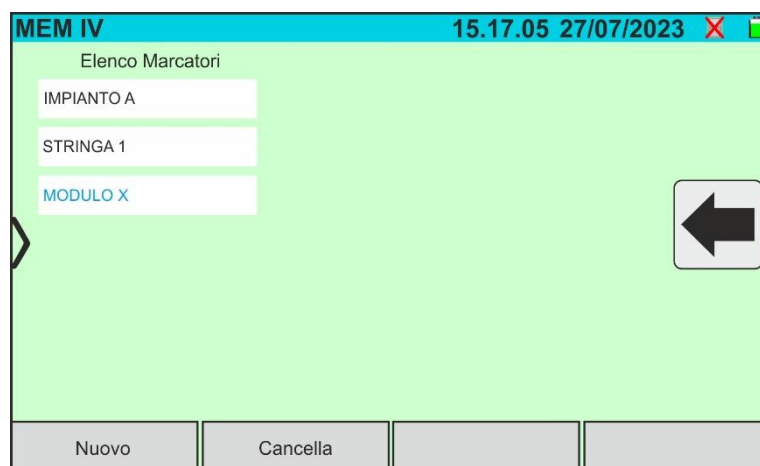 MEM IV 15.17.05 27/07/2023
Elenco Marcatori
IMPIANTO A
STRINGA 1
MODULO X
Nuovo Cancella